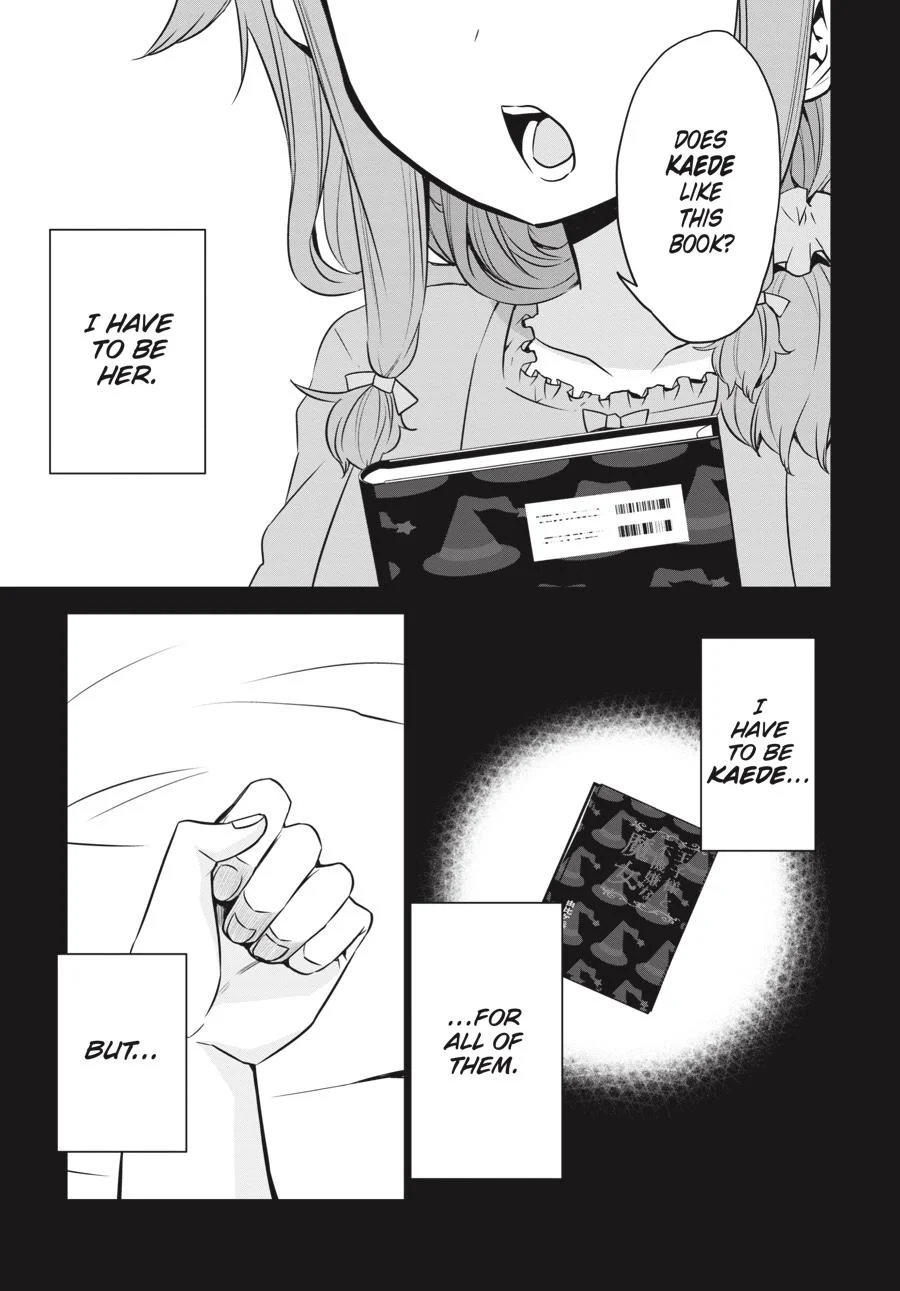 DOES
KAEDE
LIKE
THIS
BOOK?
I HAVE
TO BE
HER.
I
HAVE
TO BE
KAEDE...
...FOR
ALL OF
THEM.
BUT...